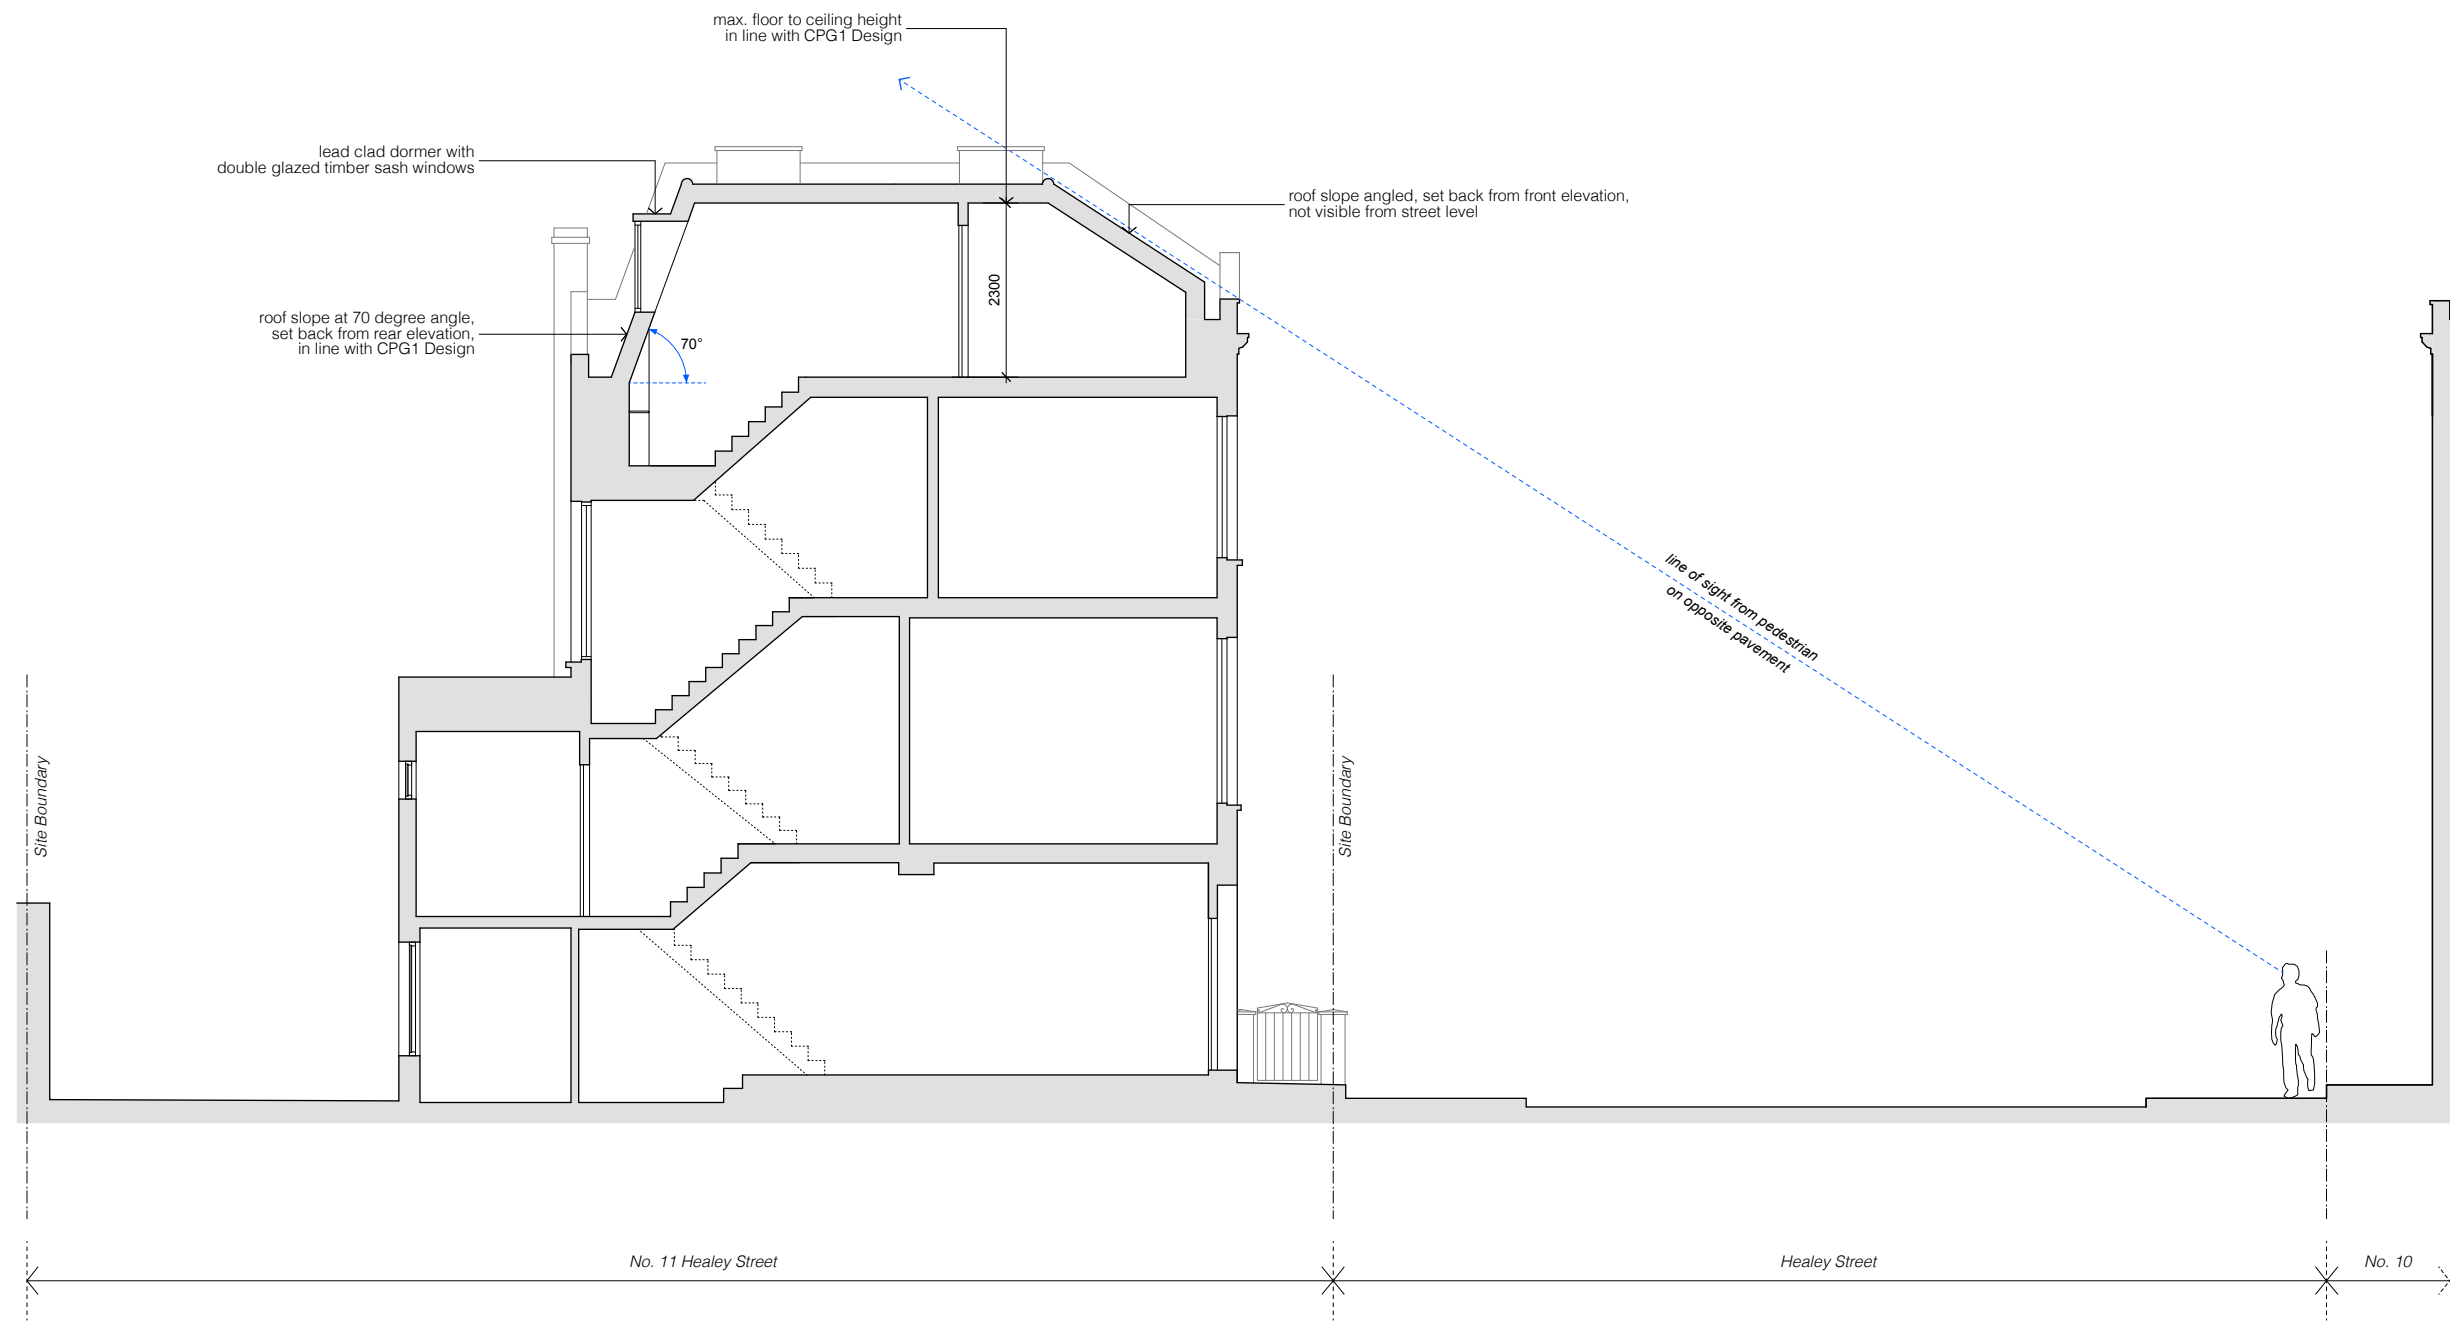 max. floor to ceiling height
in line with CPG1 Design
lead clad dormer with
double glazed timber sash windows
roof slope angled, set back from front elevation,
not visible from street level
2300
roof slope at 70 degree angle,
set back from rear elevation,
in line with CPG1 Design
70°
line of sight from pedestrian
on opposite pavement
Site Boundary
Site Boundary
No. 11 Healey Street
Healey Street
No. 10